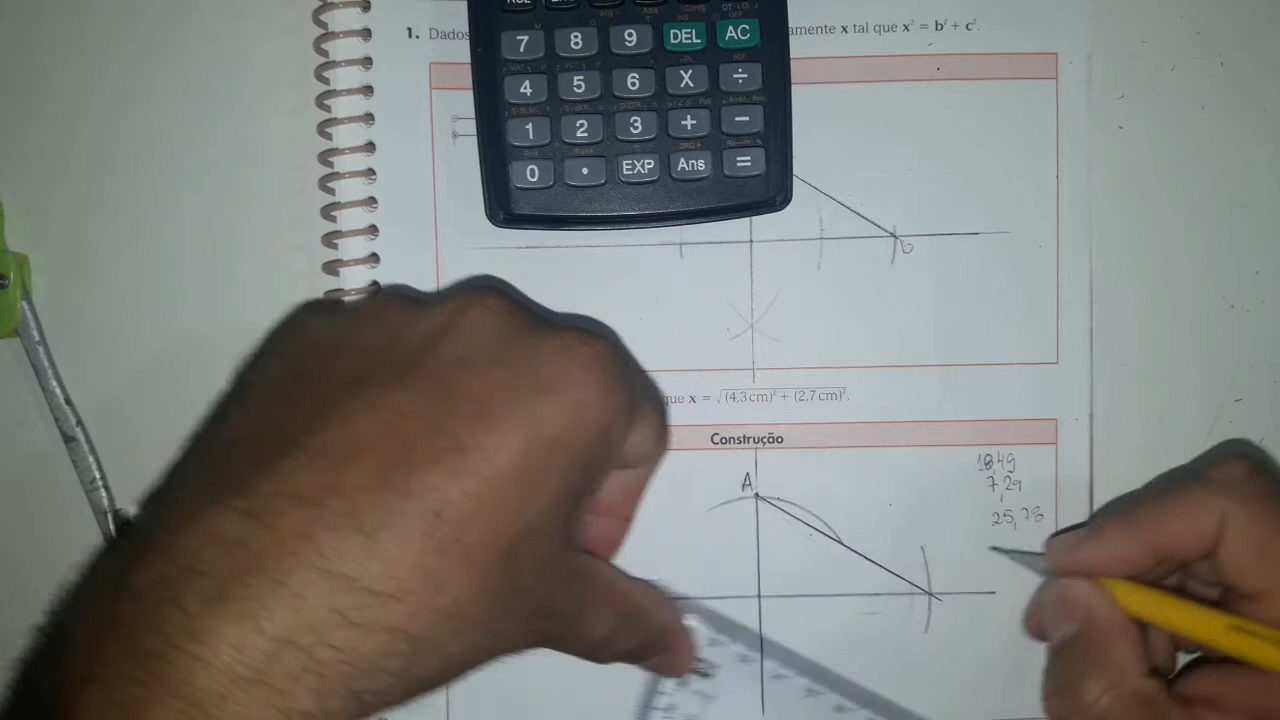 DEL AC
7 8 9
4 5 6 X ÷
1 2 3 + −
0 • EXP Ans =
1. Dados
amente x tal que x² = b² + c².
que x = √(4,3 cm)² + (2,7 cm)².
Construção
A
18,49
7,29
25,78